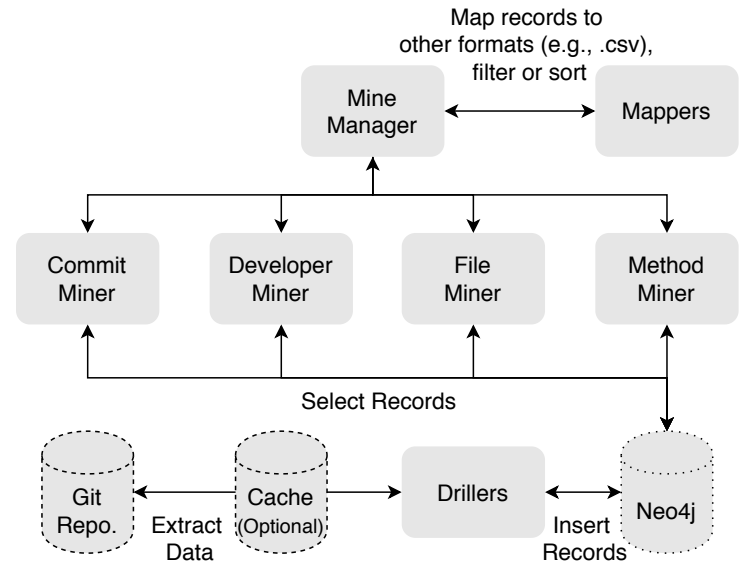 Map records to
other formats (e.g., .csv),
filter or sort
Mine
Manager
Mappers
Commit
Miner
Developer
Miner
File
Miner
Method
Miner
Select Records
Git
Repo.
Extract
Data
Cache
(Optional)
Drillers
Insert
Records
Neo4j